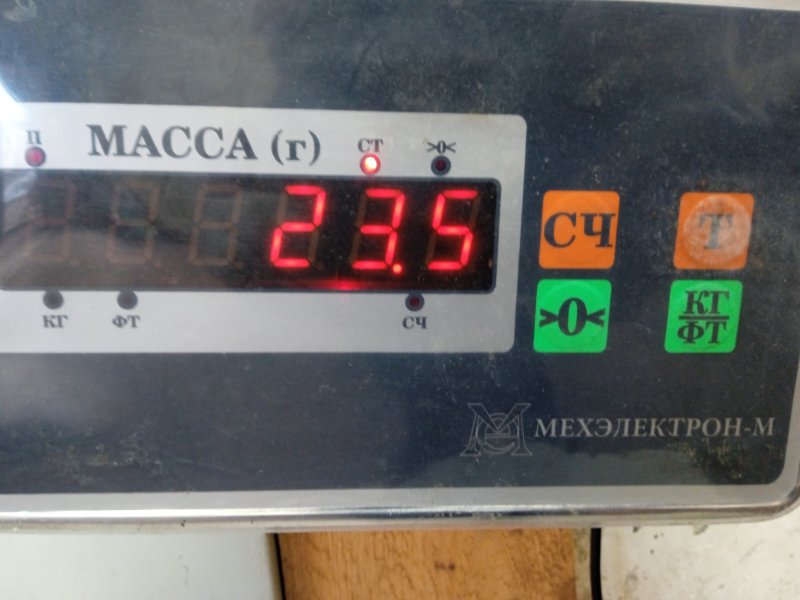 П МАССА (г) СТ >0<
23.5
КГ ФТ СЧ
СЧ Т
>0< КГ
ФТ
МЕХЭЛЕКТРОН-М